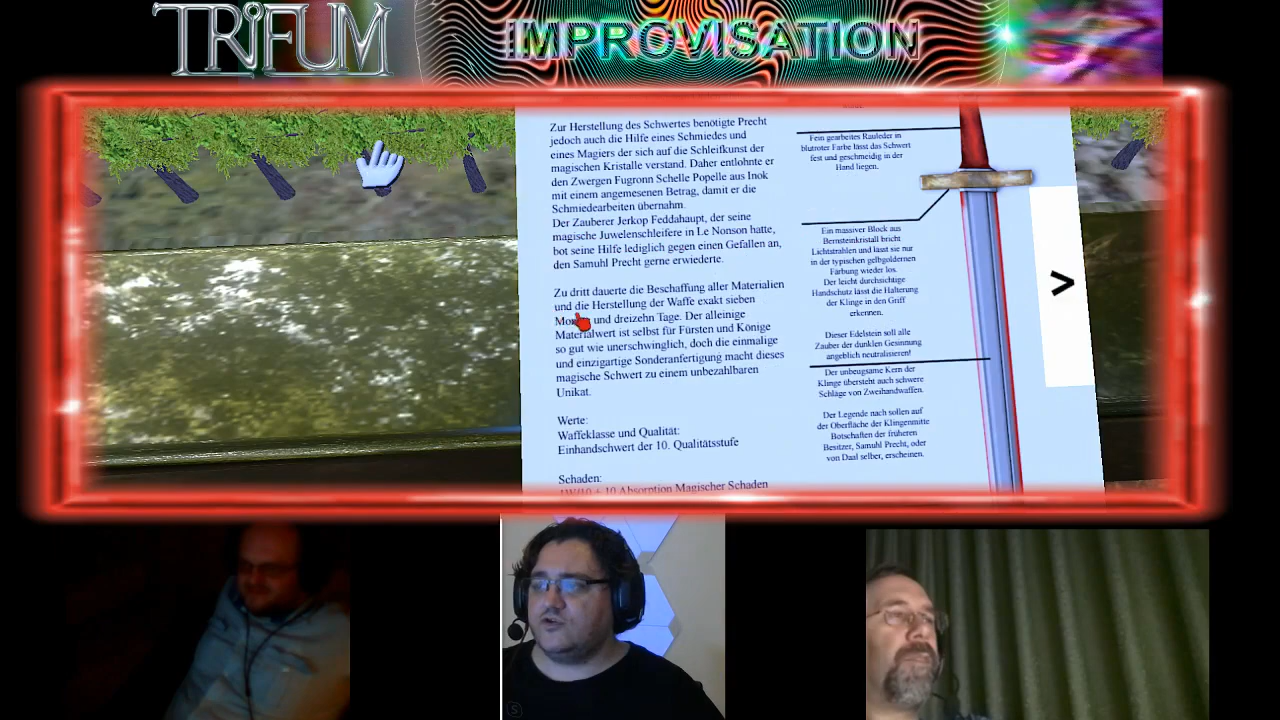 TRiFUM
IMPROVISATION
Zur Herstellung des Schwertes benötigte Precht
jedoch auch die Hilfe eines Schmiedes und
eines Magiers der sich auf die Schleifkunst der
magischen Kristalle verstand. Daher entlohnte er
den Zwergen Fugronn Schelle Popelle aus Inok
mit einem angemesenen Betrag, damit er die
Schmiedearbeiten übernahm.
Der Zauberer Jerkop Feddahaupt, der seine
magische Juwelenschleifere in Le Nonson hatte,
bot seine Hilfe lediglich gegen einen Gefallen an,
den Samuhl Precht gerne erwiederte.
Zu dritt dauerte die Beschaffung aller Materialien
und die Herstellung der Waffe exakt sieben
und dreizehn Tage. Der alleinige
Materialwert ist selbst für Fürsten und Könige
so gut wie unerschwinglich, doch die einmalige
und einzigartige Sonderanfertigung macht dieses
magische Schwert zu einem unbezahlbaren
Unikat.
Werte:
Waffeklasse und Qualität:
Einhandschwert der 10. Qualitätsstufe
Schaden:
1W10 + 10 Absorption Magischer Schaden
Fein gearbeites Rauleder in
blutroter Farbe lässt das Schwert
fest und geschmeidig in der
Hand liegen.
Ein massiver Block aus
Bernsteinkristall bricht
Lichtstrahlen und lässt sie nur
in der typischen gelbgoldernen
Färbung wieder los.
Der leicht durchsichtige
Handschutz lässt die Halterung
der Klinge in den Griff
erkennen.
Dieser Edelstein soll alle
Zauber der dunklen Gesinnung
angeblich neutralisieren!
Der unbeugsame Kern der
Klinge übersteht auch schwere
Schläge von Zweihandwaffen.
Der Legende nach sollen auf
der Oberfläche der Klingenmitte
Botschaften der früheren
Besitzer, Samuhl Precht, oder
von Daal selber, erscheinen.
>